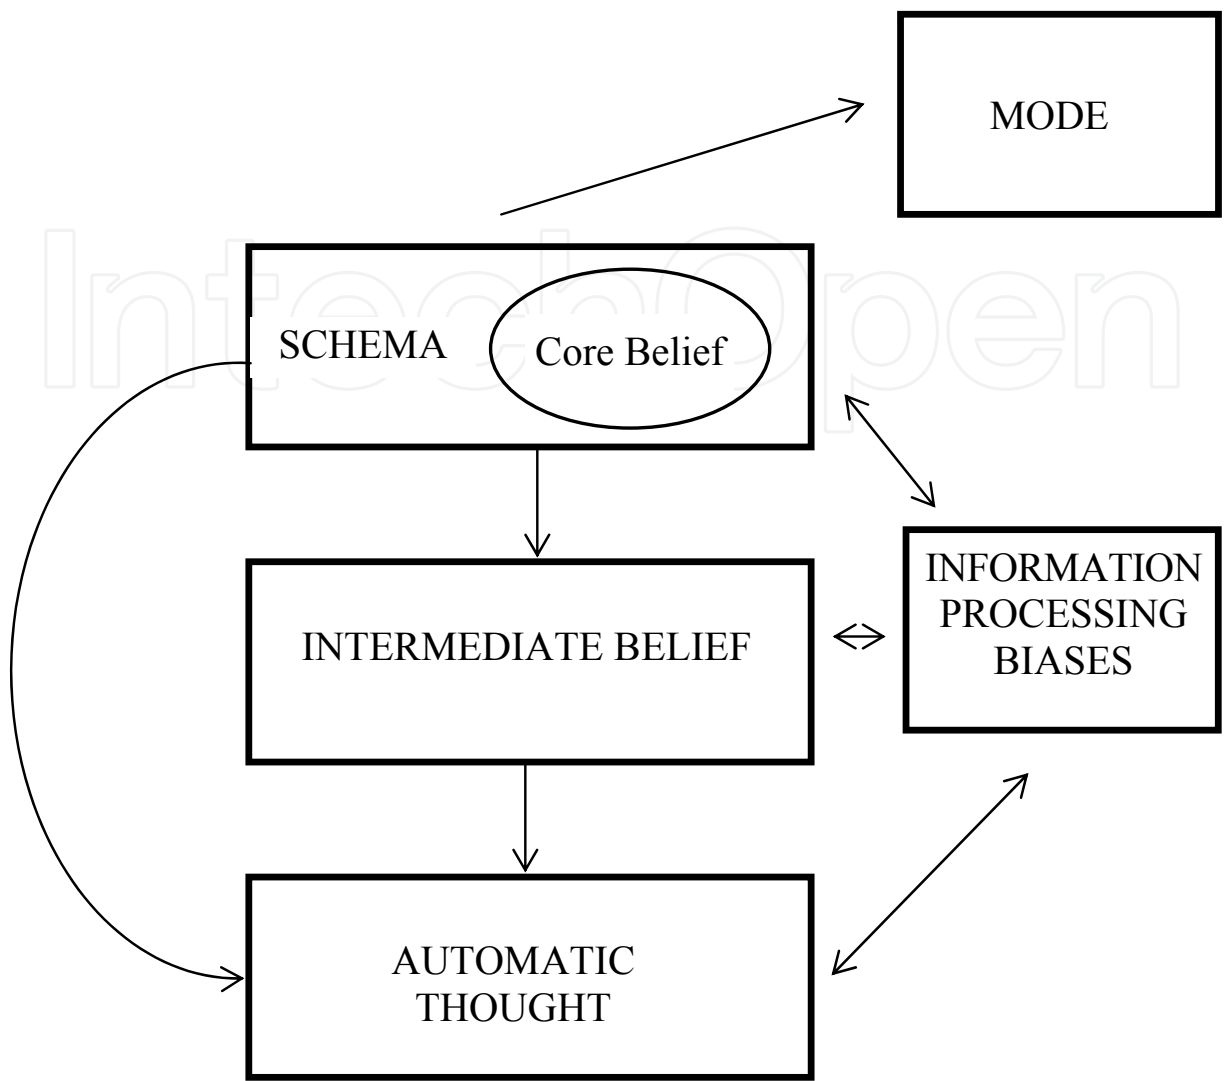 MODE
IntechOpen
SCHEMA
Core Belief
INFORMATION
PROCESSING
BIASES
INTERMEDIATE BELIEF
AUTOMATIC
THOUGHT